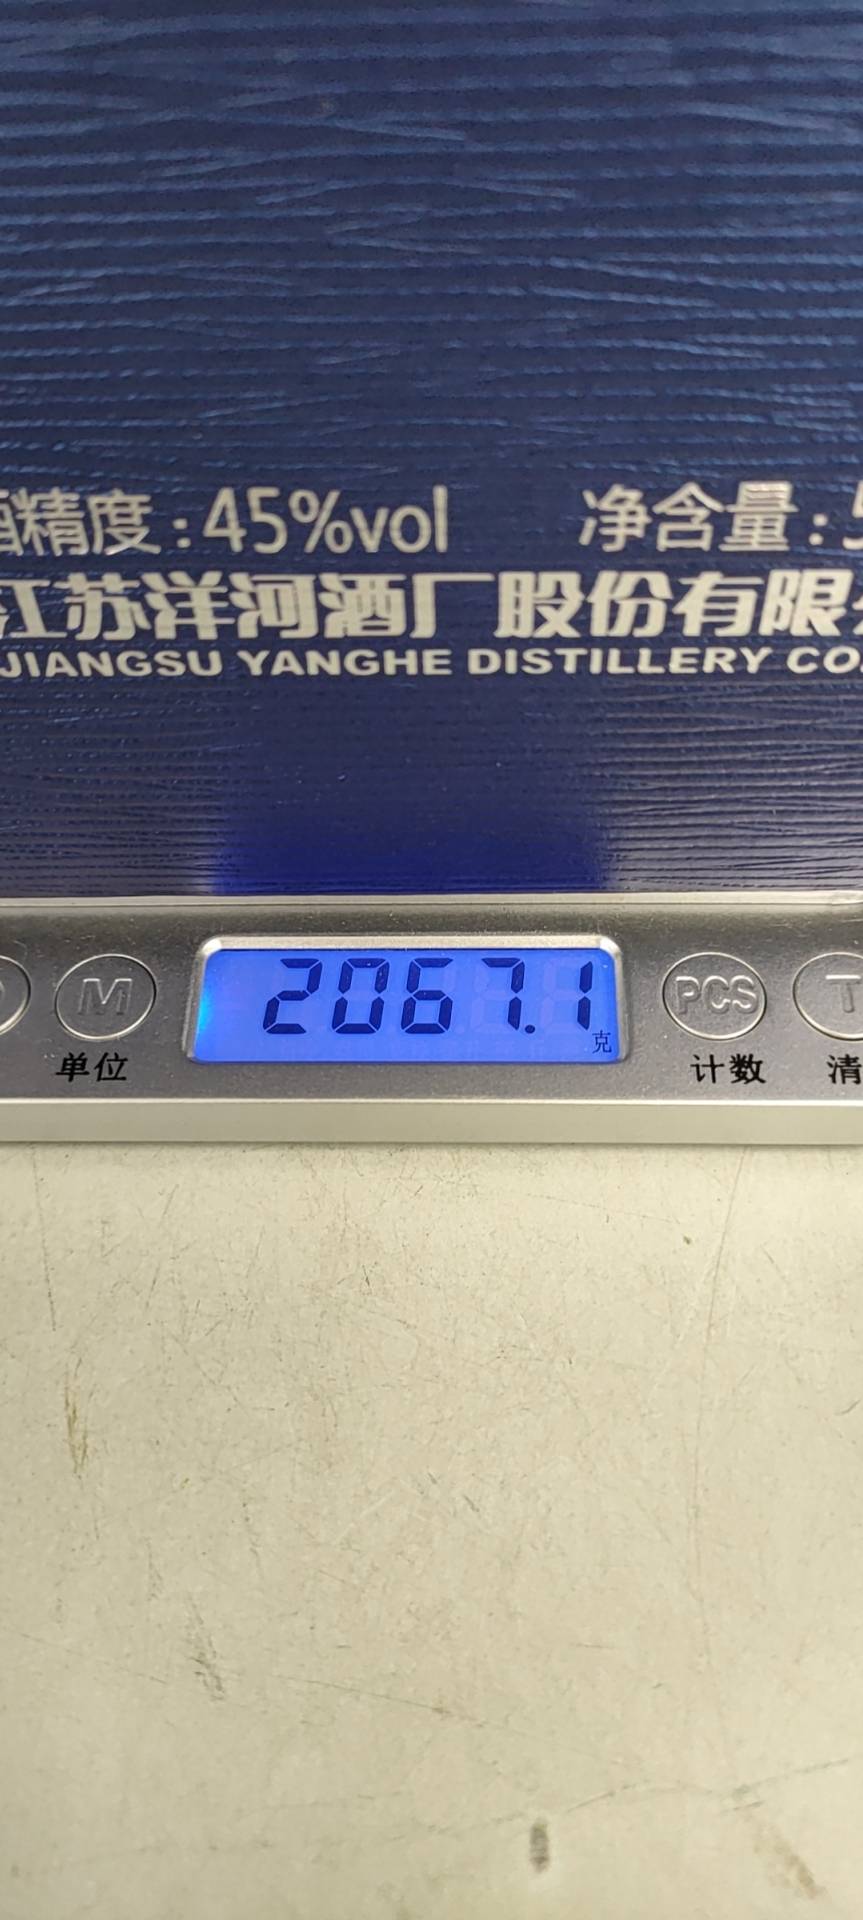 酒精度:45%vol 净含量:5
江苏洋河酒厂股份有限
JIANGSU YANGHE DISTILLERY CO.
2067.1
克
M PCS T
单位 计数 清